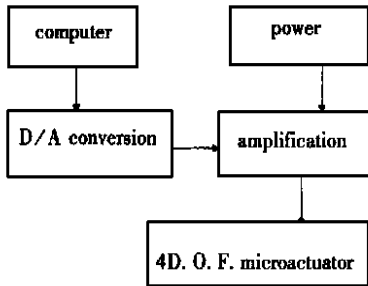 computer
power
D/A conversion
amplification
4D. O. F. microactuator